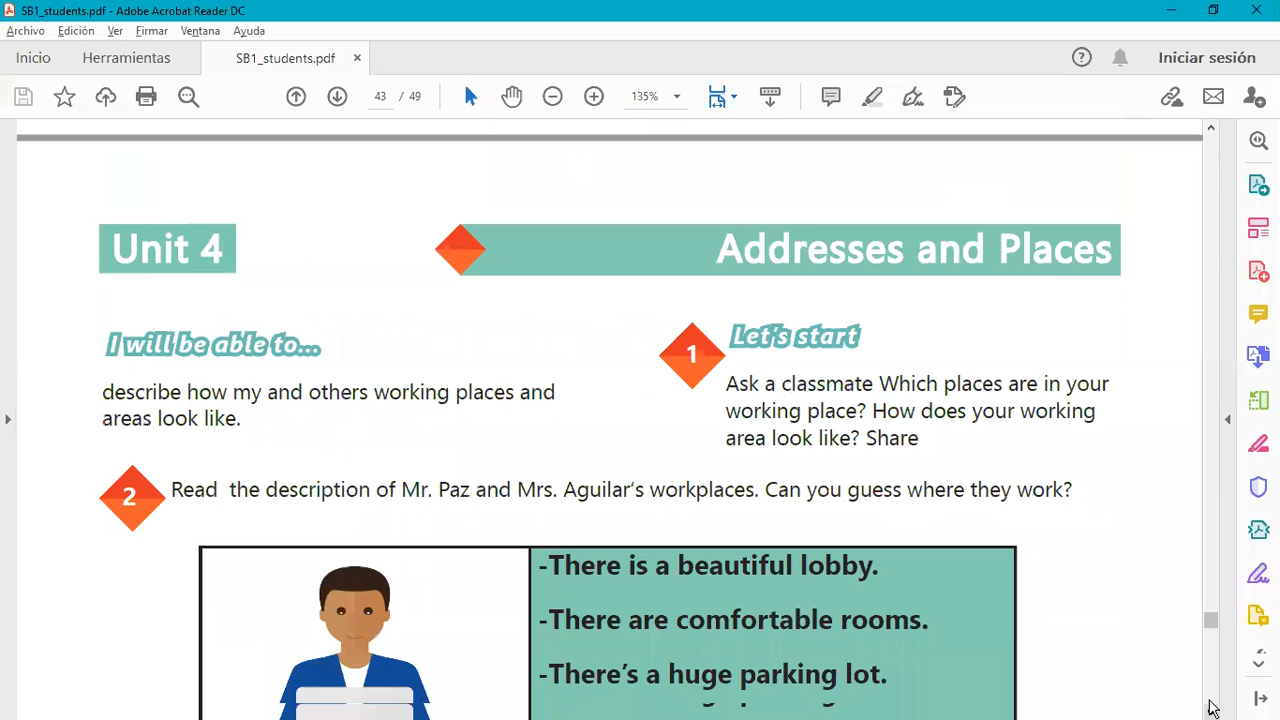 SB1_students.pdf - Adobe Acrobat Reader DC
Archivo Edición Ver Firmar Ventana Ayuda
Inicio Herramientas SB1_students.pdf × Iniciar sesión
43 / 49 135%
Unit 4 Addresses and Places
I will be able to...
describe how my and others working places and
areas look like.
1 Let's start
Ask a classmate Which places are in your
working place? How does your working
area look like? Share
2 Read the description of Mr. Paz and Mrs. Aguilar's workplaces. Can you guess where they work?
-There is a beautiful lobby.
-There are comfortable rooms.
-There's a huge parking lot.